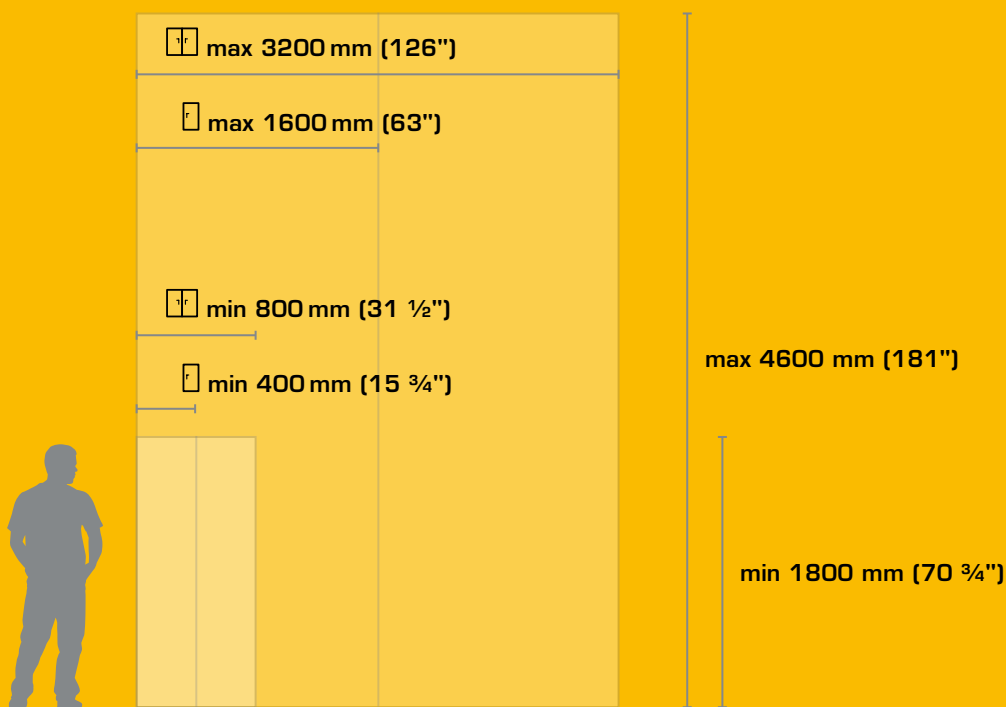 max 3200 mm (126")
max 1600 mm (63")
min 800 mm (31 ½")
max 4600 mm (181")
min 400 mm (15 ¾")
min 1800 mm (70 ¾")